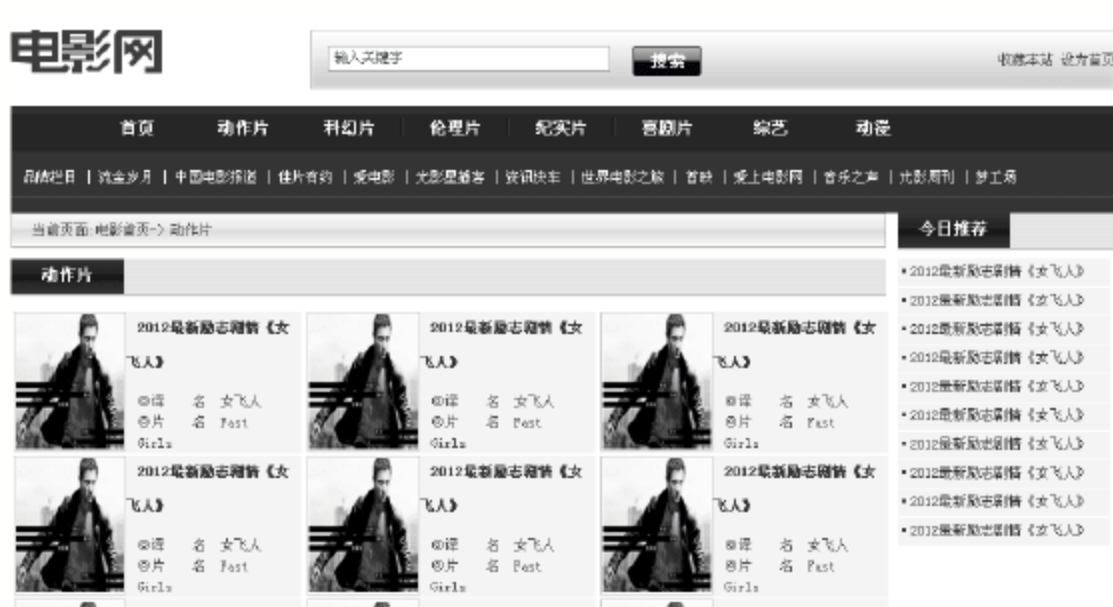 电影网
输入关键字
搜索
收藏本站 设为首页
首页 动作片 科幻片 伦理片 纪实片 喜剧片 综艺 动漫
品牌栏目 | 流金岁月 | 中国电影报道 | 佳片有约 | 爱电影 | 光影星播客 | 资讯快车 | 世界电影之旅 | 首映 | 爱上电影网 | 音乐之声 | 光影周刊 | 梦工场
当前页面:电影首页-> 动作片
动作片
2012最新励志剧情《女
飞人》
◎译 名 女飞人
◎片 名 Fast
Girls
2012最新励志剧情《女
飞人》
◎译 名 女飞人
◎片 名 Fast
Girls
2012最新励志剧情《女
飞人》
◎译 名 女飞人
◎片 名 Fast
Girls
2012最新励志剧情《女
飞人》
◎译 名 女飞人
◎片 名 Fast
Girls
2012最新励志剧情《女
飞人》
◎译 名 女飞人
◎片 名 Fast
Girls
2012最新励志剧情《女
飞人》
◎译 名 女飞人
◎片 名 Fast
Girls
今日推荐
▪ 2012最新励志剧情《女飞人》
▪ 2012最新励志剧情《女飞人》
▪ 2012最新励志剧情《女飞人》
▪ 2012最新励志剧情《女飞人》
▪ 2012最新励志剧情《女飞人》
▪ 2012最新励志剧情《女飞人》
▪ 2012最新励志剧情《女飞人》
▪ 2012最新励志剧情《女飞人》
▪ 2012最新励志剧情《女飞人》
▪ 2012最新励志剧情《女飞人》